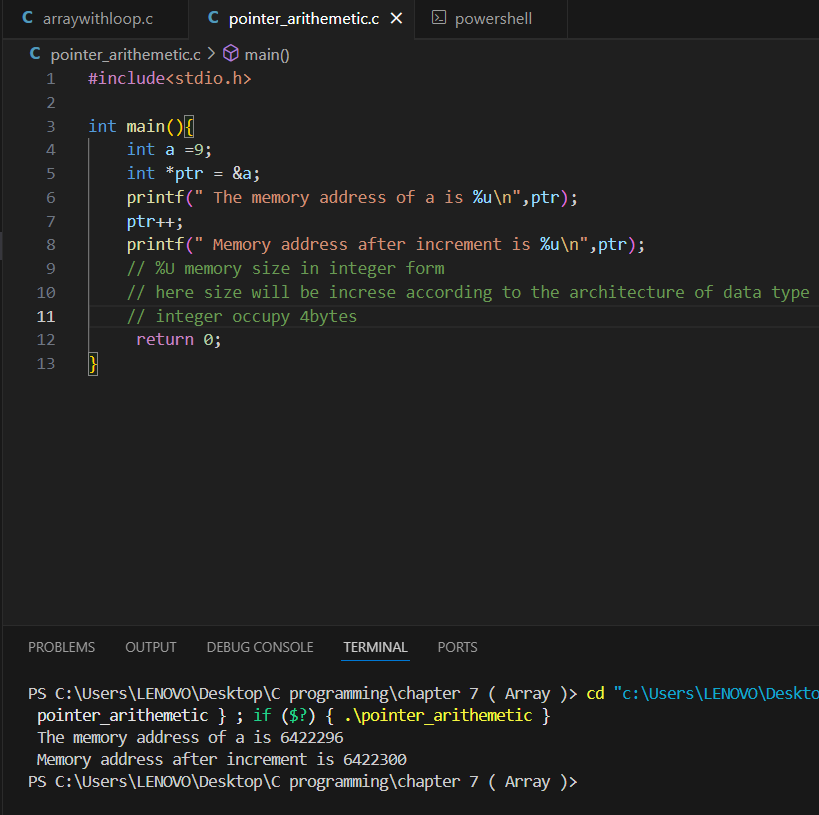 C arraywithloop.c C pointer_arithemetic.c powershell
C pointer_arithemetic.c > main()
1 #include<stdio.h>
2
3 int main(){
4 int a =9;
5 int *ptr = &a;
6 printf(" The memory address of a is %u\n",ptr);
7 ptr++;
8 printf(" Memory address after increment is %u\n",ptr);
9 // %U memory size in integer form
10 // here size will be increse according to the architecture of data type
11 // integer occupy 4bytes
12 return 0;
13 }
PROBLEMS OUTPUT DEBUG CONSOLE TERMINAL PORTS
PS C:\Users\LENOVO\Desktop\C programming\chapter 7 ( Array )> cd "c:\Users\LENOVO\Deskto
pointer_arithemetic } ; if ($?) { .\pointer_arithemetic }
The memory address of a is 6422296
Memory address after increment is 6422300
PS C:\Users\LENOVO\Desktop\C programming\chapter 7 ( Array )>